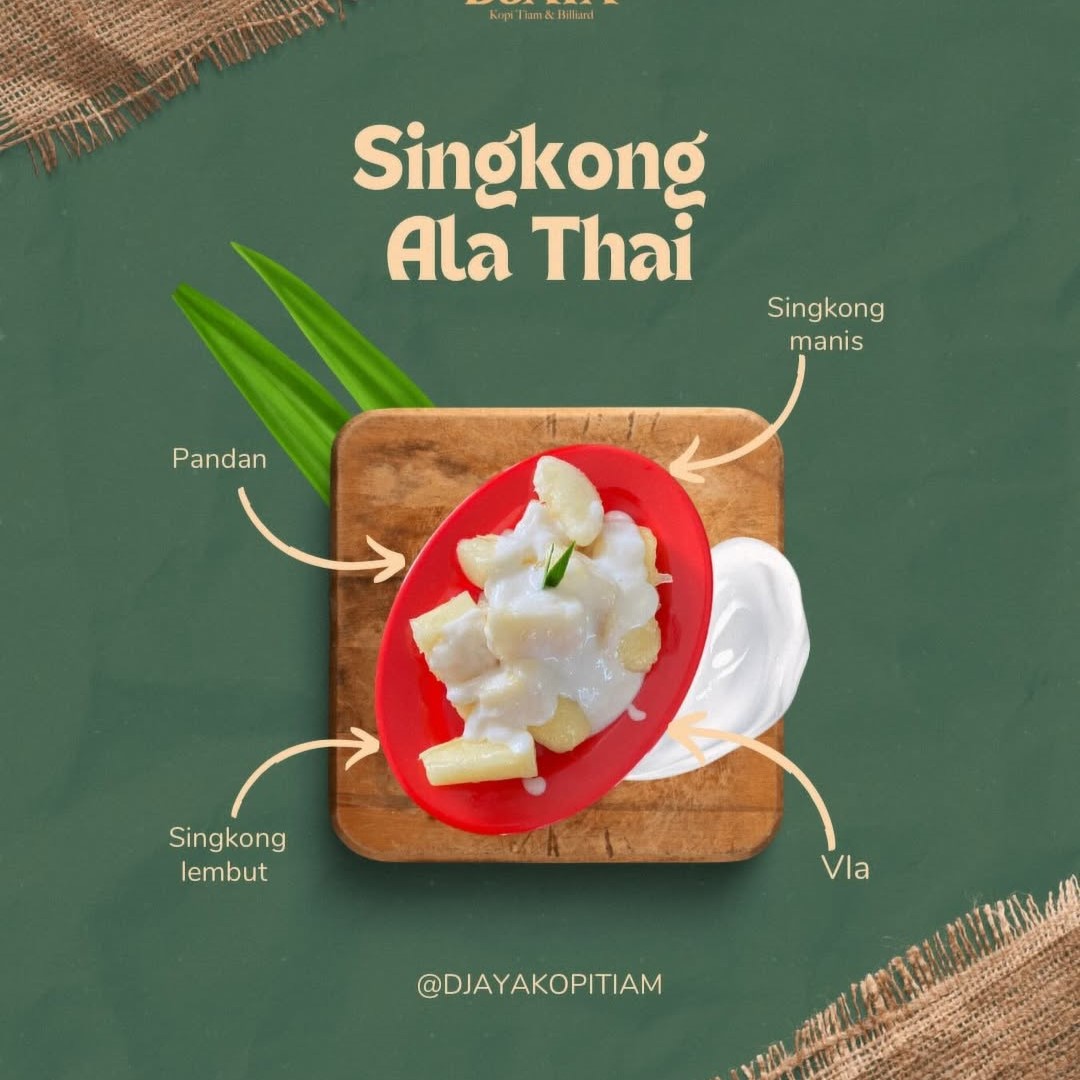 Kopi Tiam & Billiard
Singkong
Ala Thai
Singkong
manis
Pandan
Singkong
lembut
Vla
@DJAYAKOPITIAM